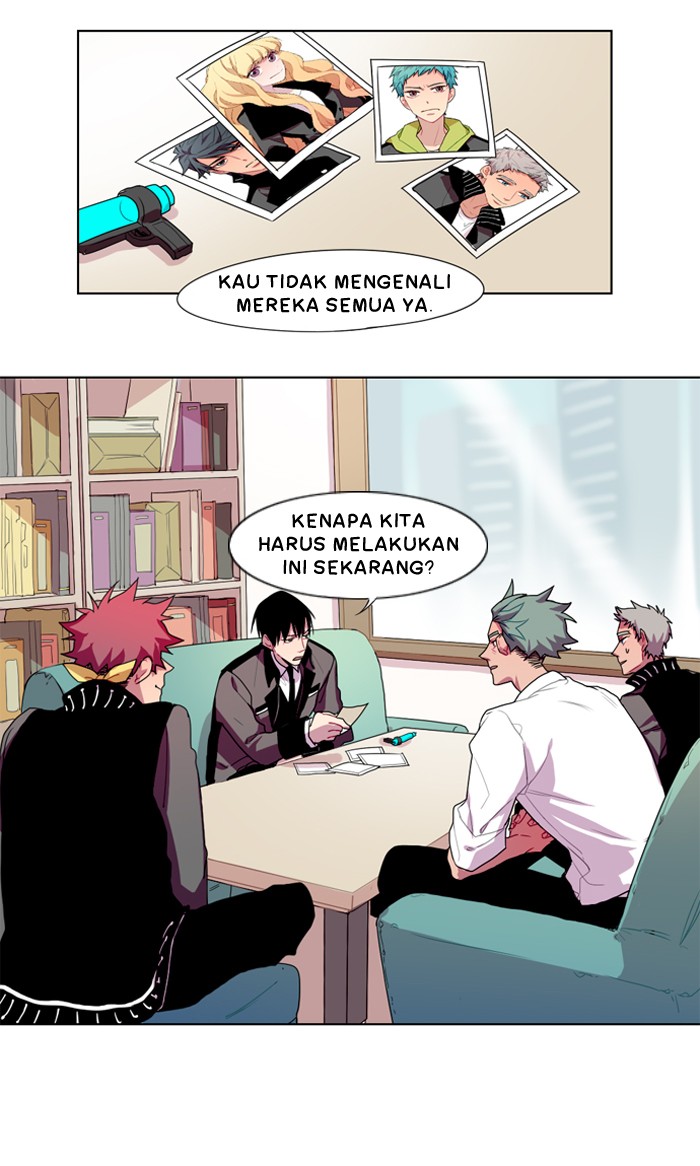 KAU TIDAK MENGENALI
MEREKA SEMUA YA.
KENAPA KITA
HARUS MELAKUKAN
INI SEKARANG?